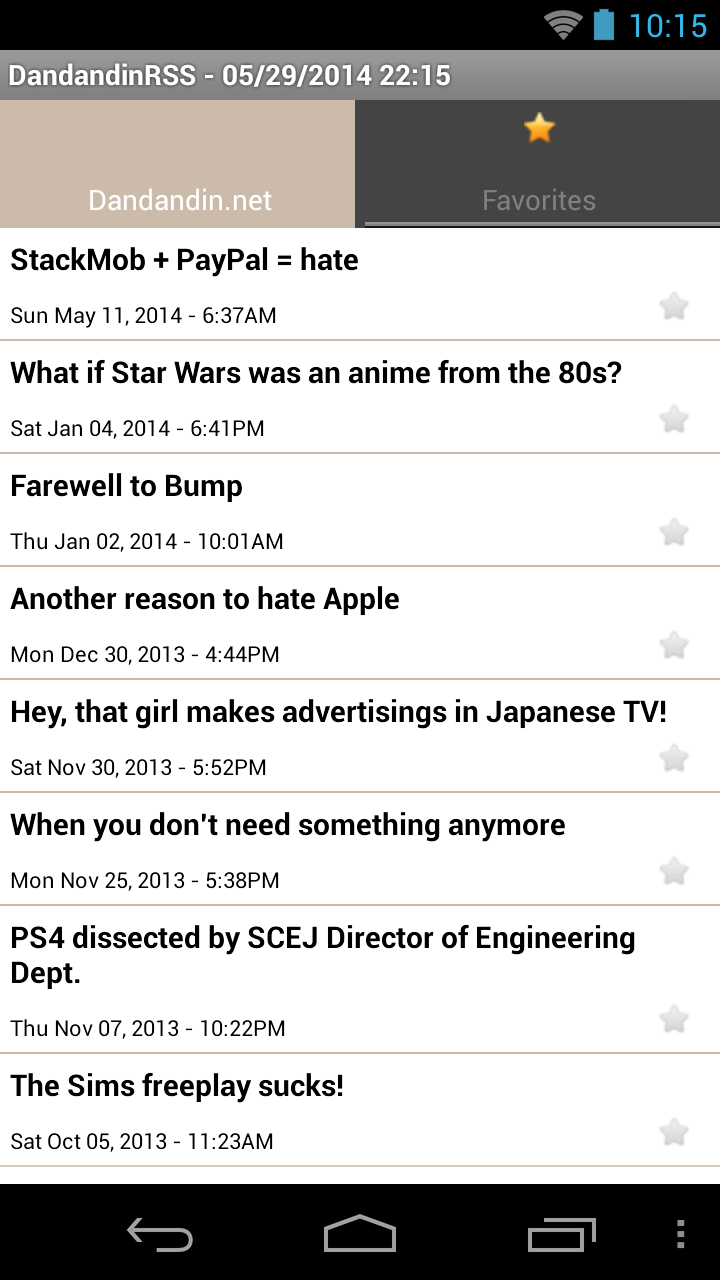 10:15
DandandinRSS - 05/29/2014 22:15
Dandandin.net
Favorites
StackMob + PayPal = hate
Sun May 11, 2014 - 6:37AM
What if Star Wars was an anime from the 80s?
Sat Jan 04, 2014 - 6:41PM
Farewell to Bump
Thu Jan 02, 2014 - 10:01AM
Another reason to hate Apple
Mon Dec 30, 2013 - 4:44PM
Hey, that girl makes advertisings in Japanese TV!
Sat Nov 30, 2013 - 5:52PM
When you don't need something anymore
Mon Nov 25, 2013 - 5:38PM
PS4 dissected by SCEJ Director of Engineering
Dept.
Thu Nov 07, 2013 - 10:22PM
The Sims freeplay sucks!
Sat Oct 05, 2013 - 11:23AM